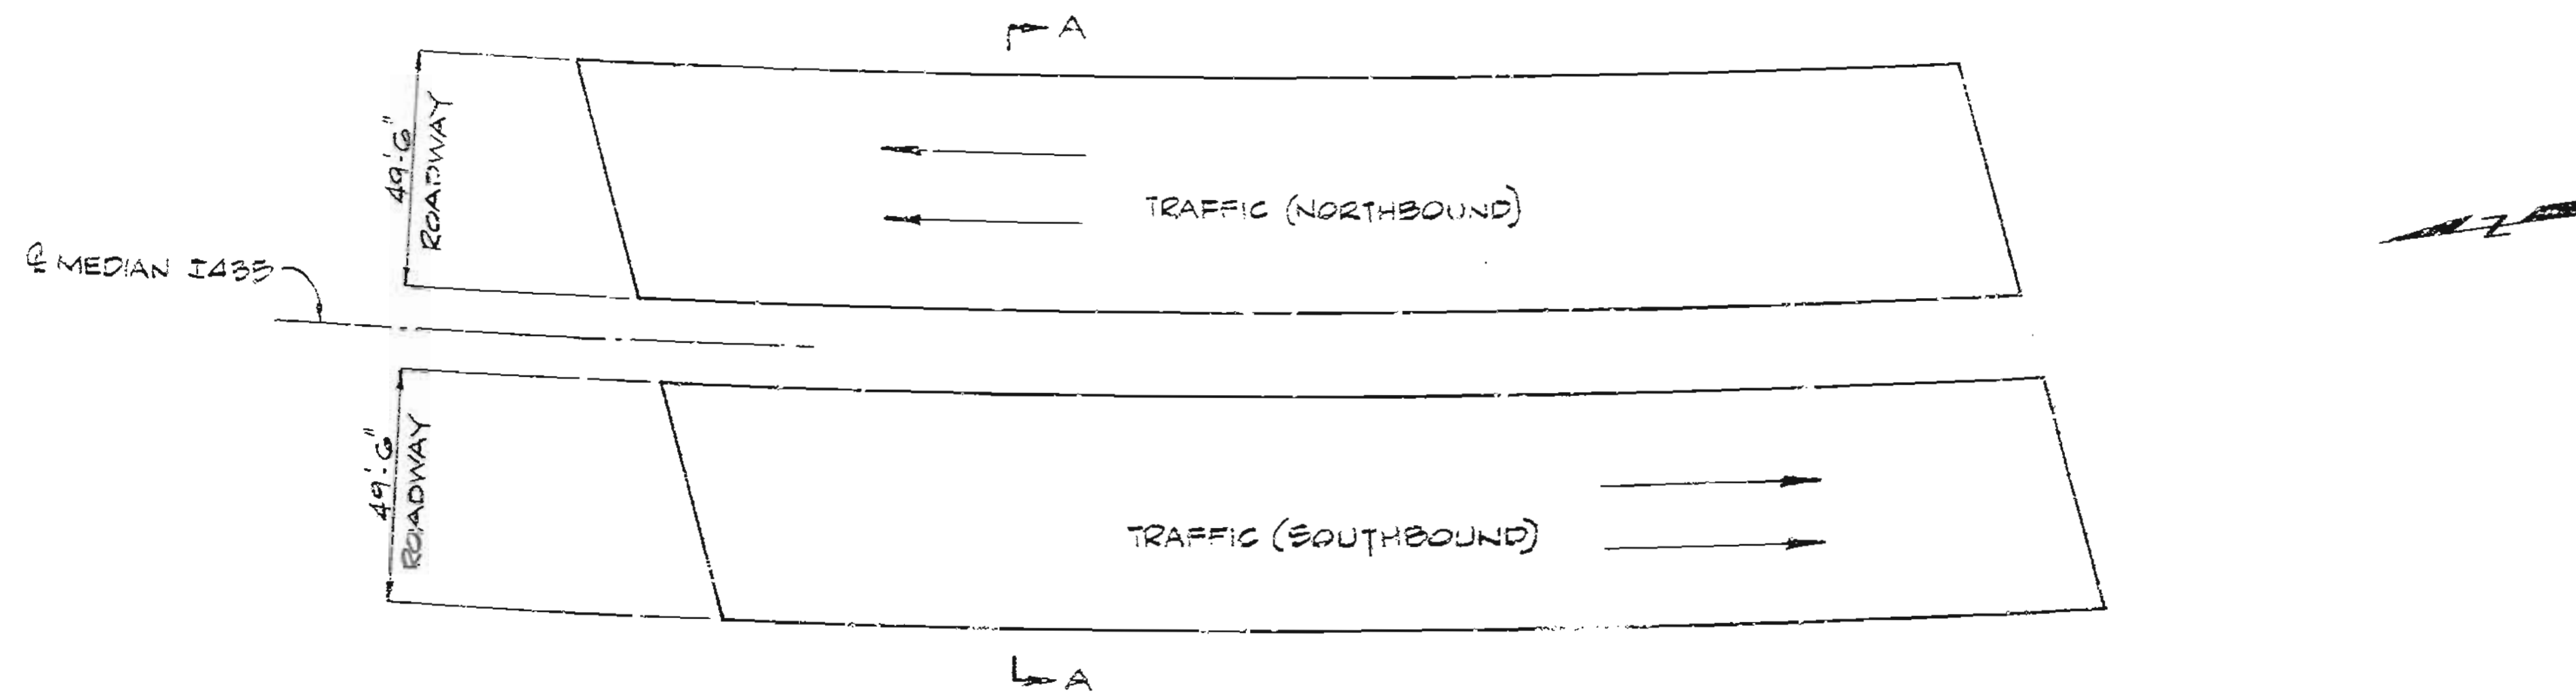 A
49'-6"
ROADWAY
TRAFFIC (NORTHBOUND)
N
℄ MEDIAN I435
49'-6"
ROADWAY
TRAFFIC (SOUTHBOUND)
A